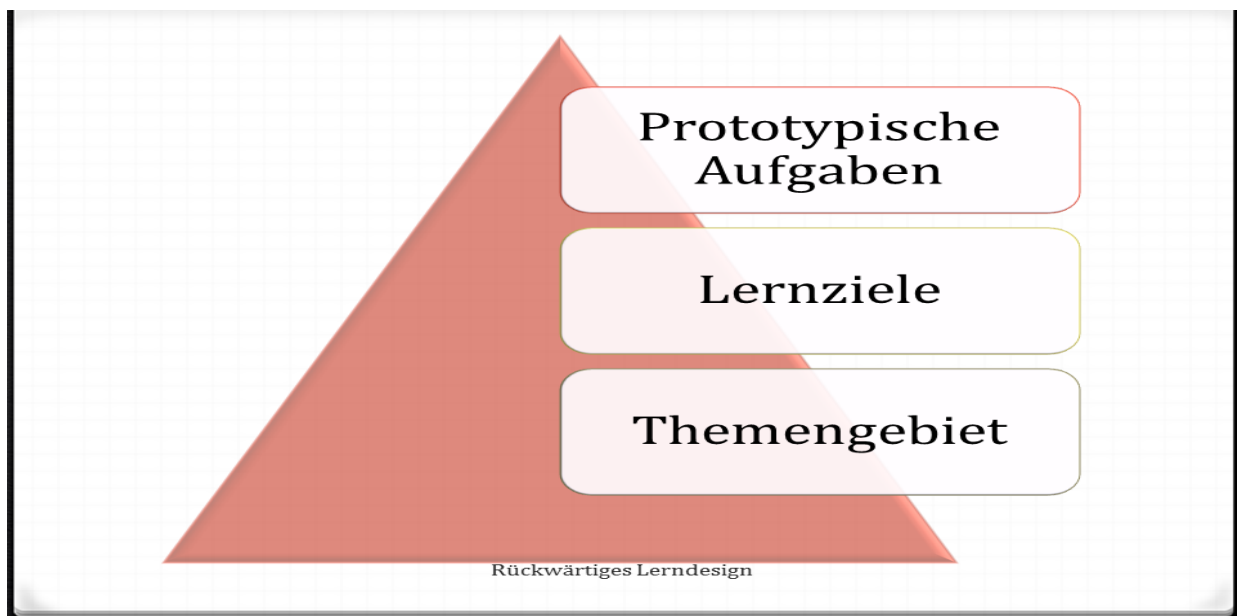 Prototypische
Aufgaben
Lernziele
Themengebiet
Rückwärtiges Lerndesign